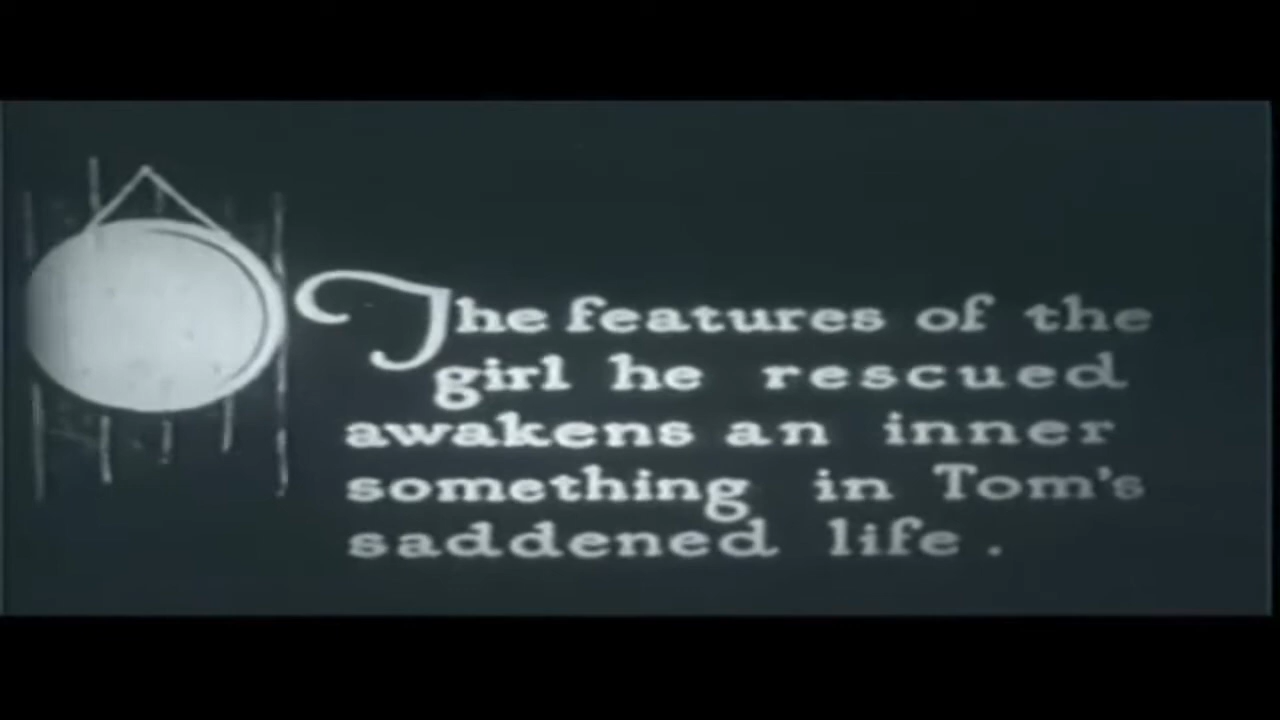 The features of the
girl he rescued
awakens an inner
something in Tom's
saddened life.